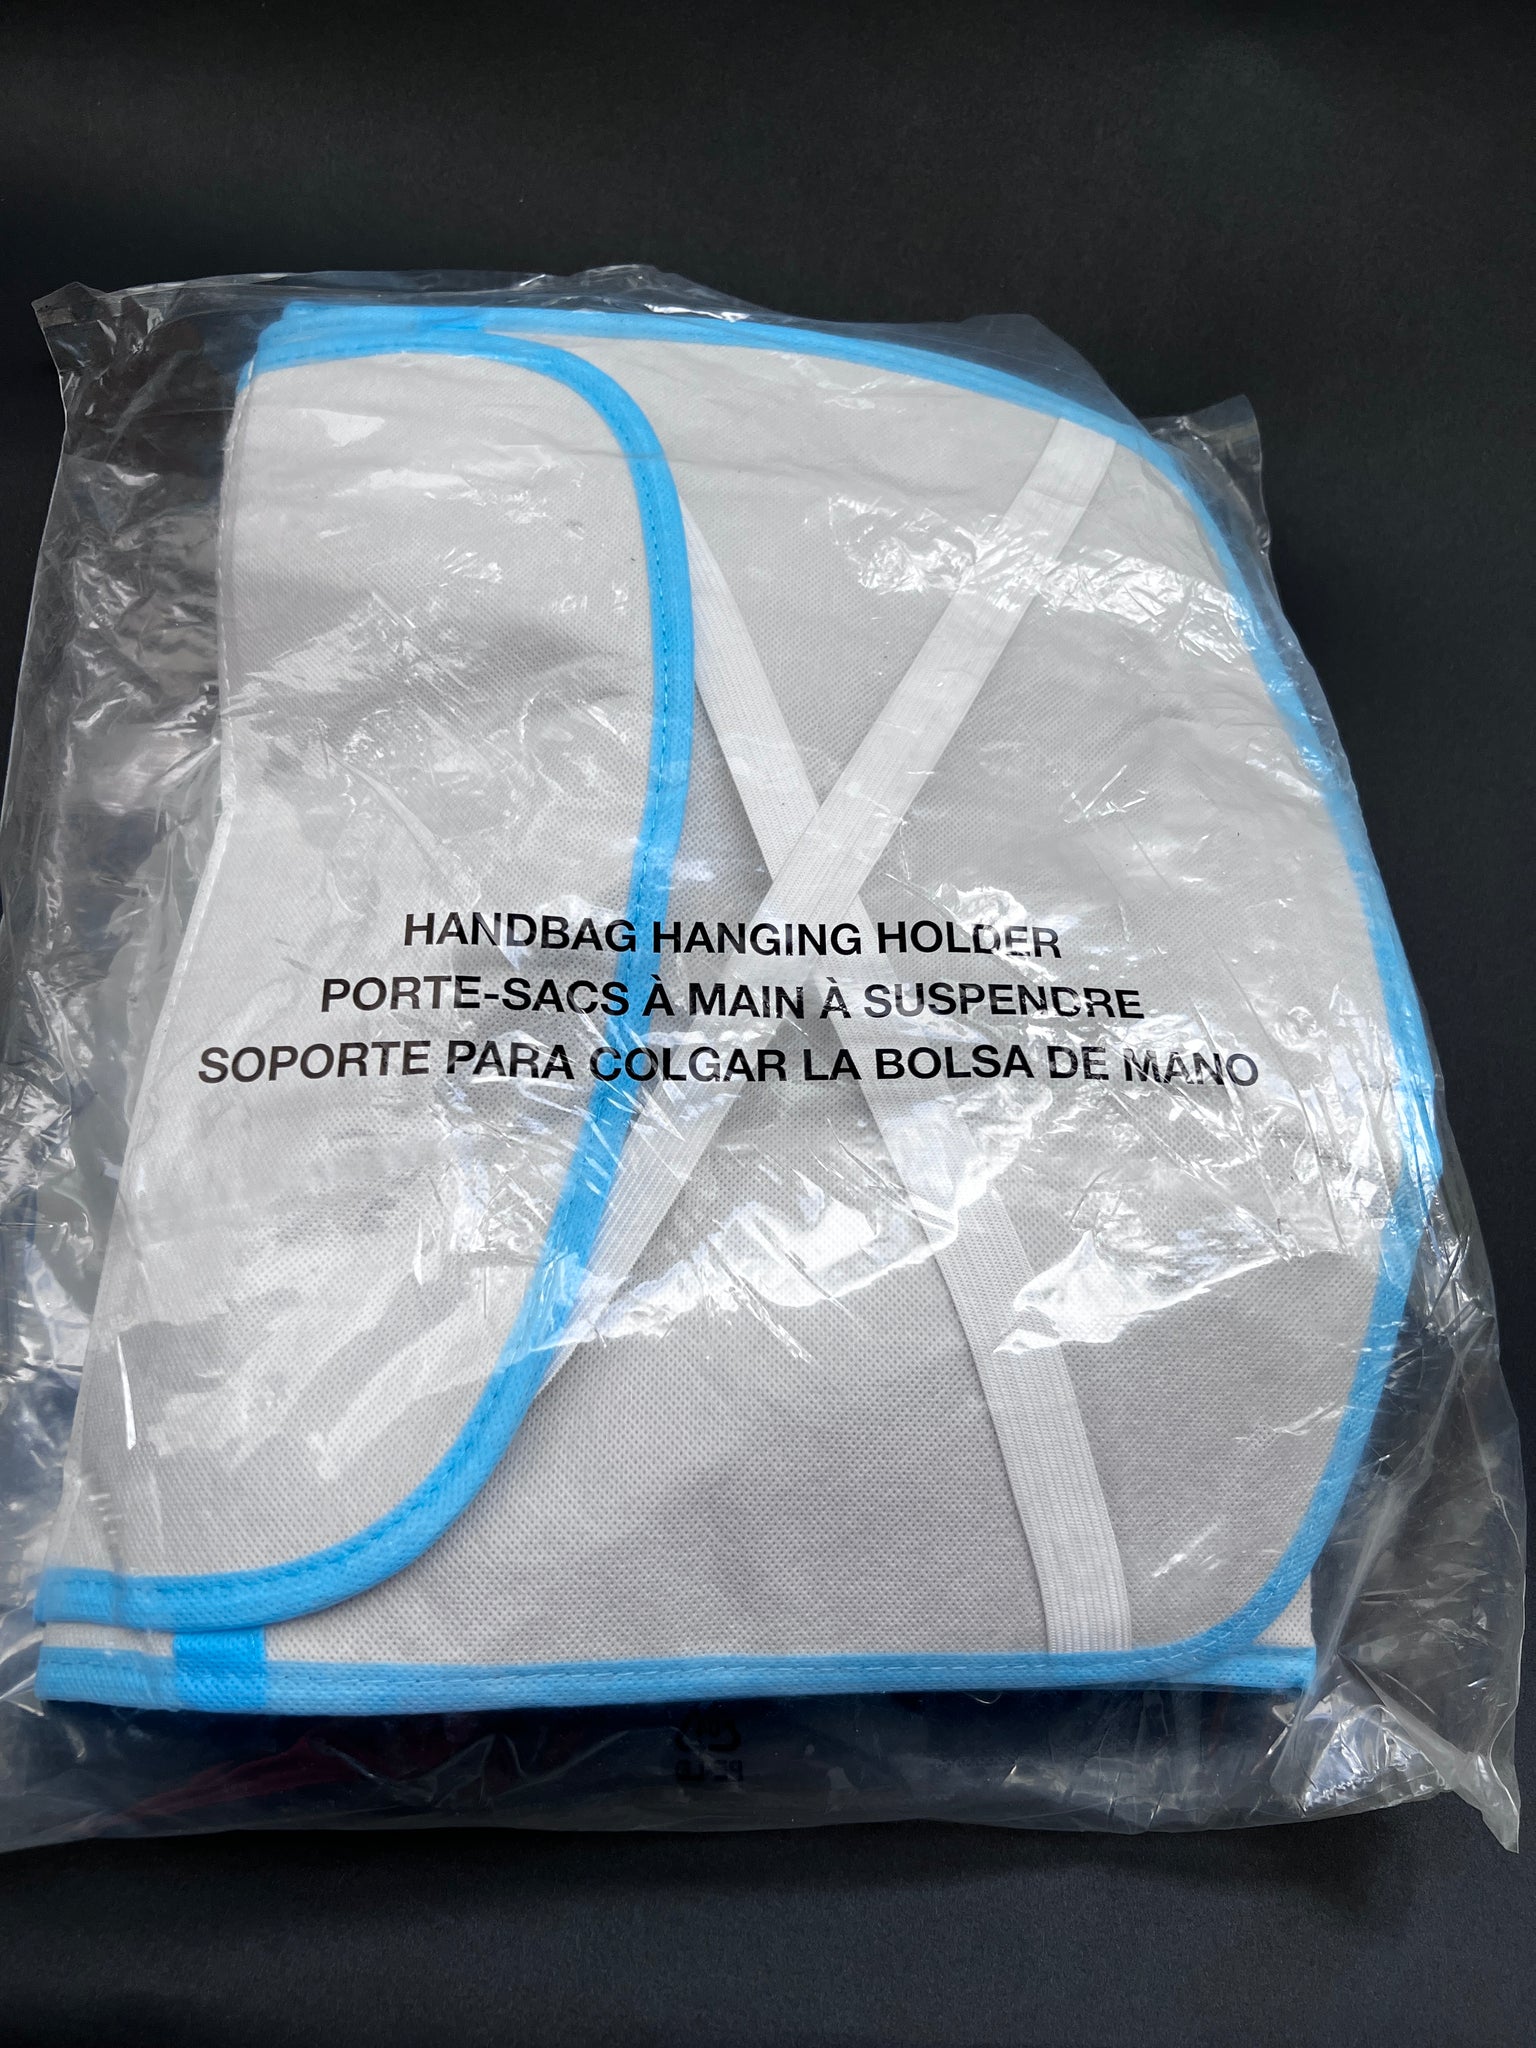 HANDBAG HANGING HOLDER
PORTE-SACS À MAIN À SUSPENDRE
SOPORTE PARA COLGAR LA BOLSA DE MANO